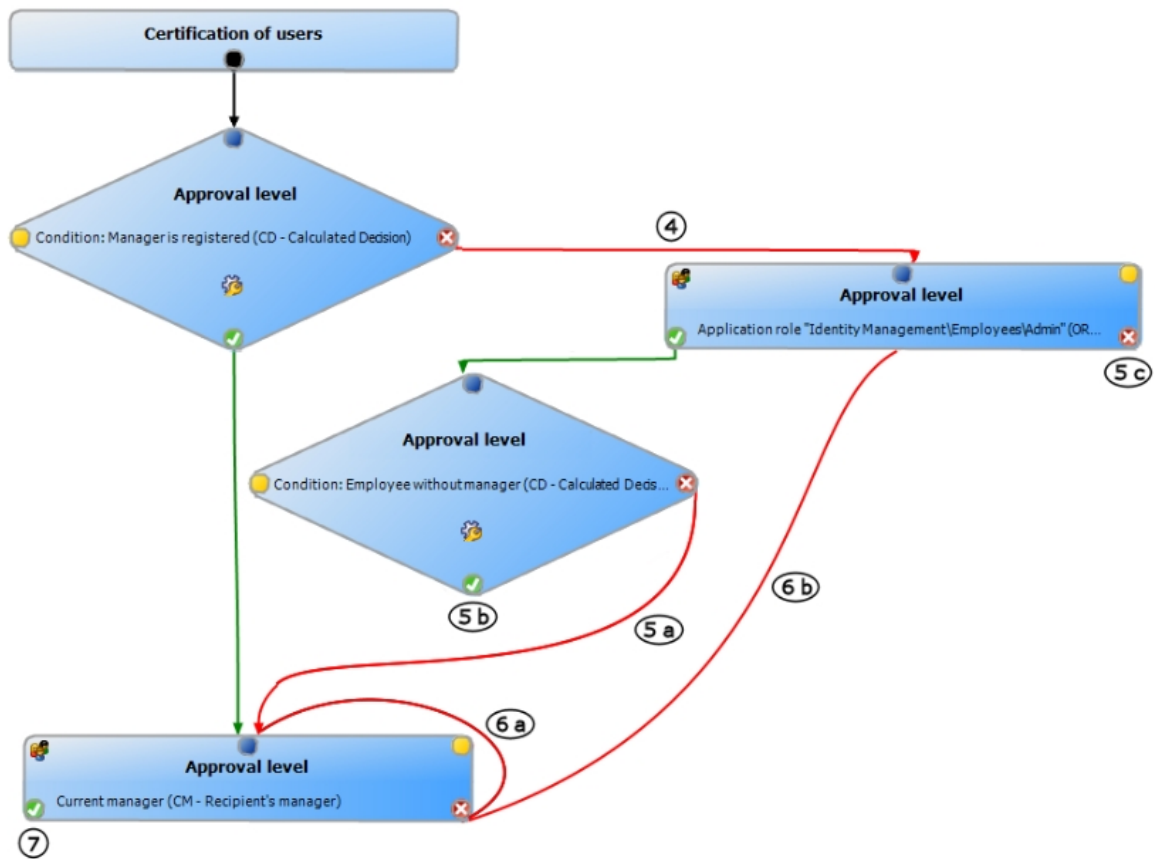 Certification of users
Approval level
Condition: Manager is registered (CD - Calculated Decision)
4
Approval level
Application role "Identity Management\Employees\Admin" (OR...
5 c
Approval level
Condition: Employee without manager (CD - Calculated Decis...
5 b
5 a
6 b
6 a
Approval level
Current manager (CM - Recipient's manager)
7